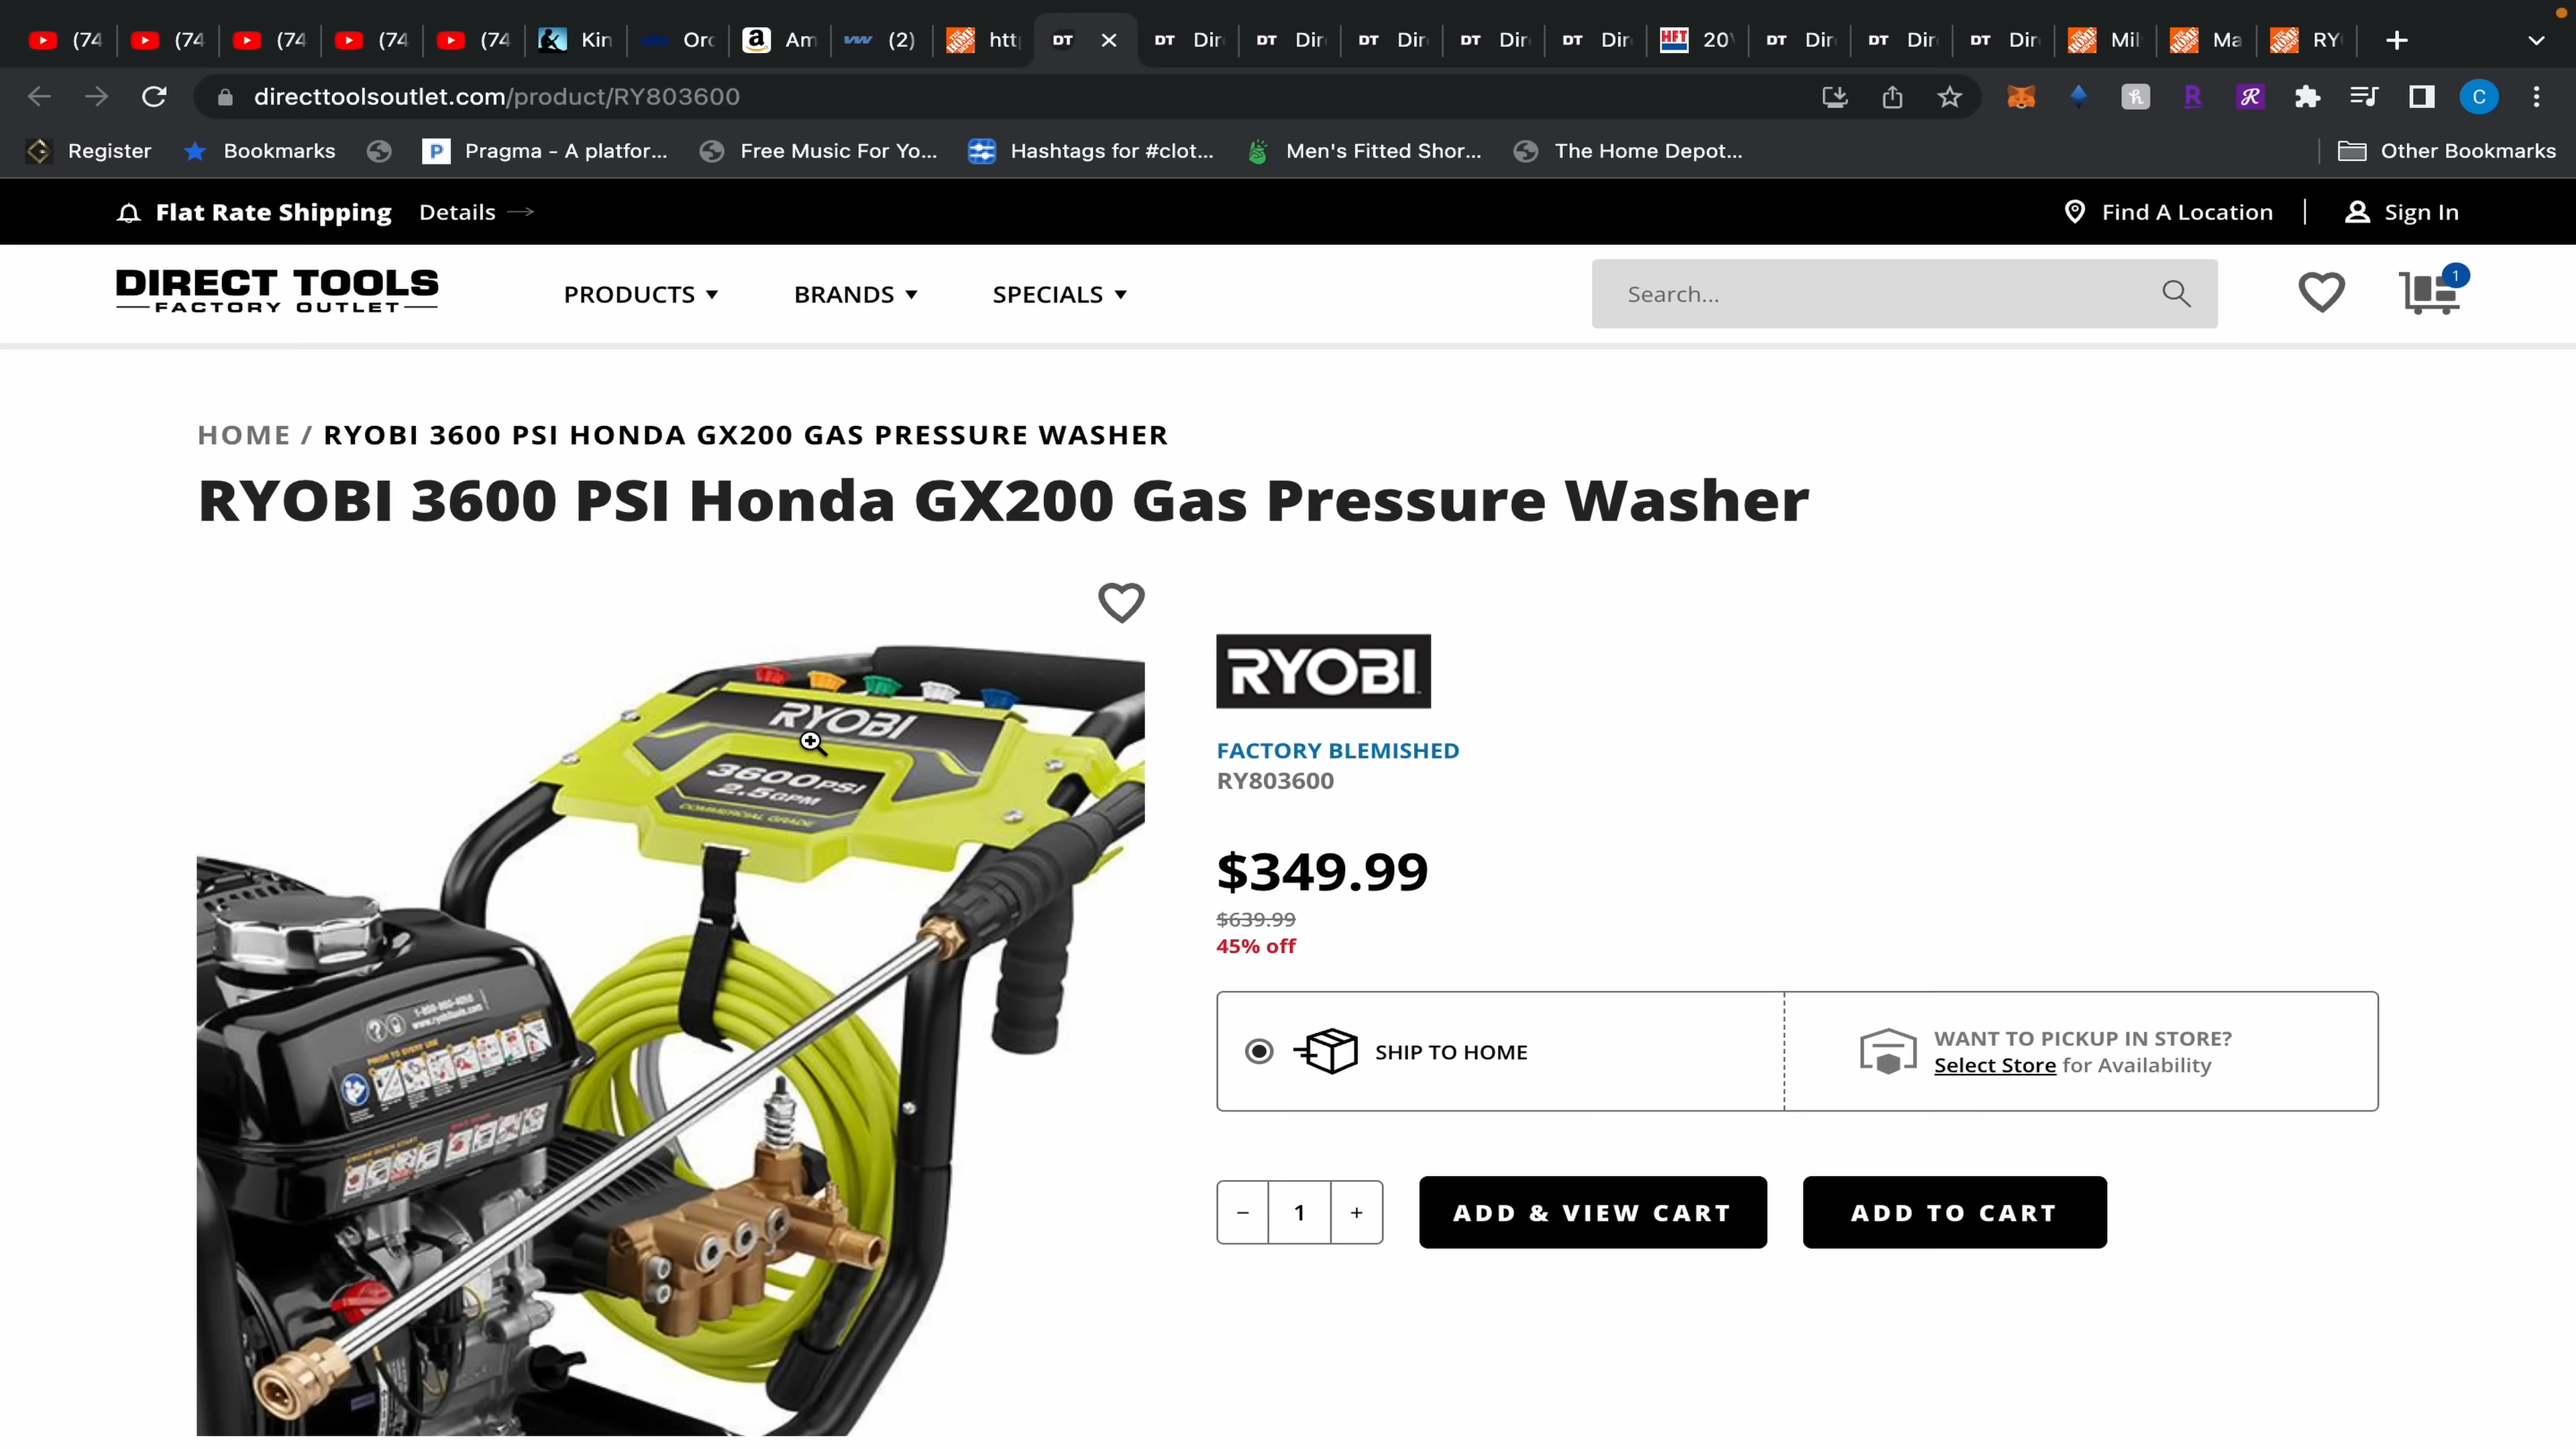 (74
(74
(74
(74
(74
Kin
Orc
Am
(2)
htt
DT
DT Dir
DT Dir
DT Dir
DT Dir
DT Dir
HFT 20
DT Dir
DT Dir
DT Dir
Mil
Ma
RY
directtoolsoutlet.com/product/RY803600
C
Register
Bookmarks
Pragma - A platfor...
Free Music For Yo...
Hashtags for #clot...
Men's Fitted Shor...
The Home Depot...
Other Bookmarks
Flat Rate Shipping Details
Find A Location
Sign In
DIRECT TOOLS
FACTORY OUTLET
PRODUCTS
BRANDS
SPECIALS
Search...
1
HOME / RYOBI 3600 PSI HONDA GX200 GAS PRESSURE WASHER
RYOBI 3600 PSI Honda GX200 Gas Pressure Washer
RYOBI
3600 PSI
2.5 GPM
COMMERCIAL GRADE
RYOBI
FACTORY BLEMISHED
RY803600
$349.99
$639.99
45% off
SHIP TO HOME
WANT TO PICKUP IN STORE?
Select Store for Availability
− 1 +
ADD & VIEW CART
ADD TO CART